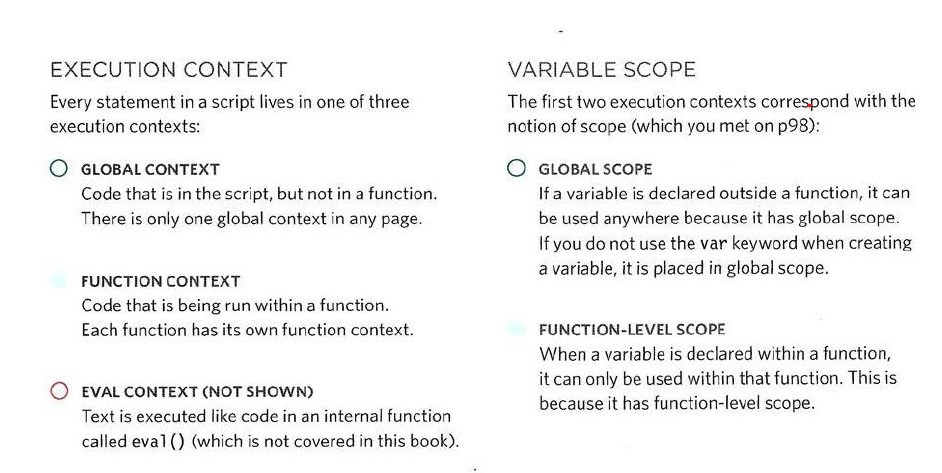 EXECUTION CONTEXT
Every statement in a script lives in one of three
execution contexts:
GLOBAL CONTEXT
Code that is in the script, but not in a function.
There is only one global context in any page.
FUNCTION CONTEXT
Code that is being run within a function.
Each function has its own function context.
EVAL CONTEXT (NOT SHOWN)
Text is executed like code in an internal function
called eval() (which is not covered in this book).
VARIABLE SCOPE
The first two execution contexts correspond with the
notion of scope (which you met on p98):
GLOBAL SCOPE
If a variable is declared outside a function, it can
be used anywhere because it has global scope.
If you do not use the var keyword when creating
a variable, it is placed in global scope.
FUNCTION-LEVEL SCOPE
When a variable is declared within a function,
it can only be used within that function. This is
because it has function-level scope.